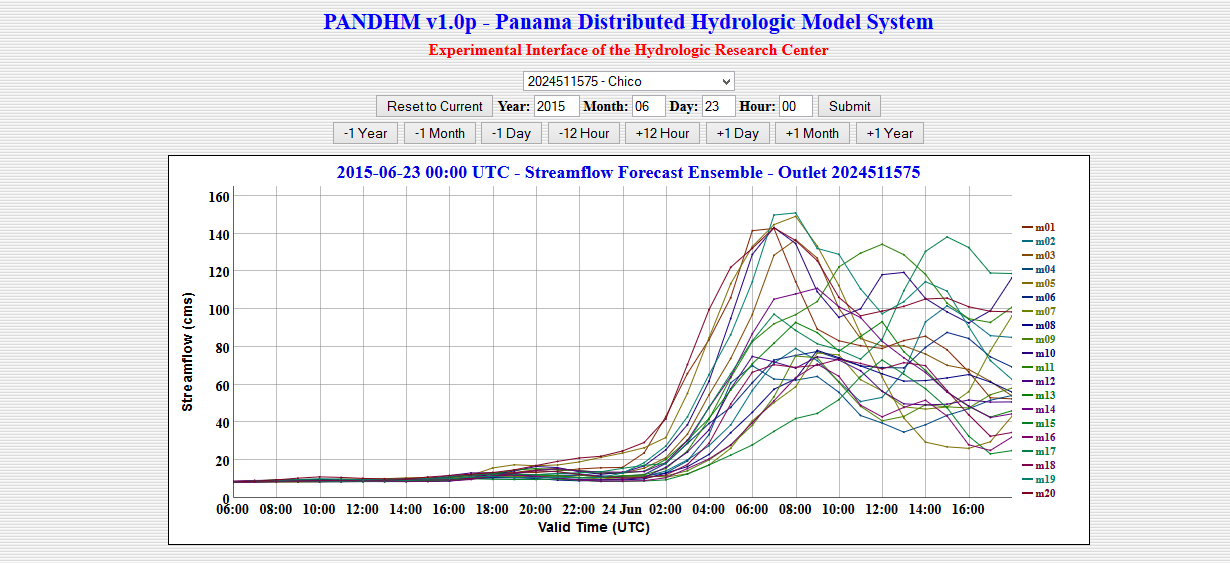 PANDHM v1.0p - Panama Distributed Hydrologic Model System
Experimental Interface of the Hydrologic Research Center
2024511575 - Chico
Reset to Current Year: 2015 Month: 06 Day: 23 Hour: 00 Submit
-1 Year -1 Month -1 Day -12 Hour +12 Hour +1 Day +1 Month +1 Year
2015-06-23 00:00 UTC - Streamflow Forecast Ensemble - Outlet 2024511575
Streamflow (cms)
160
140
120
100
80
60
40
20
0
06:00 08:00 10:00 12:00 14:00 16:00 18:00 20:00 22:00 24 Jun 02:00 04:00 06:00 08:00 10:00 12:00 14:00 16:00
Valid Time (UTC)
m01
m02
m03
m04
m05
m06
m07
m08
m09
m10
m11
m12
m13
m14
m15
m16
m17
m18
m19
m20